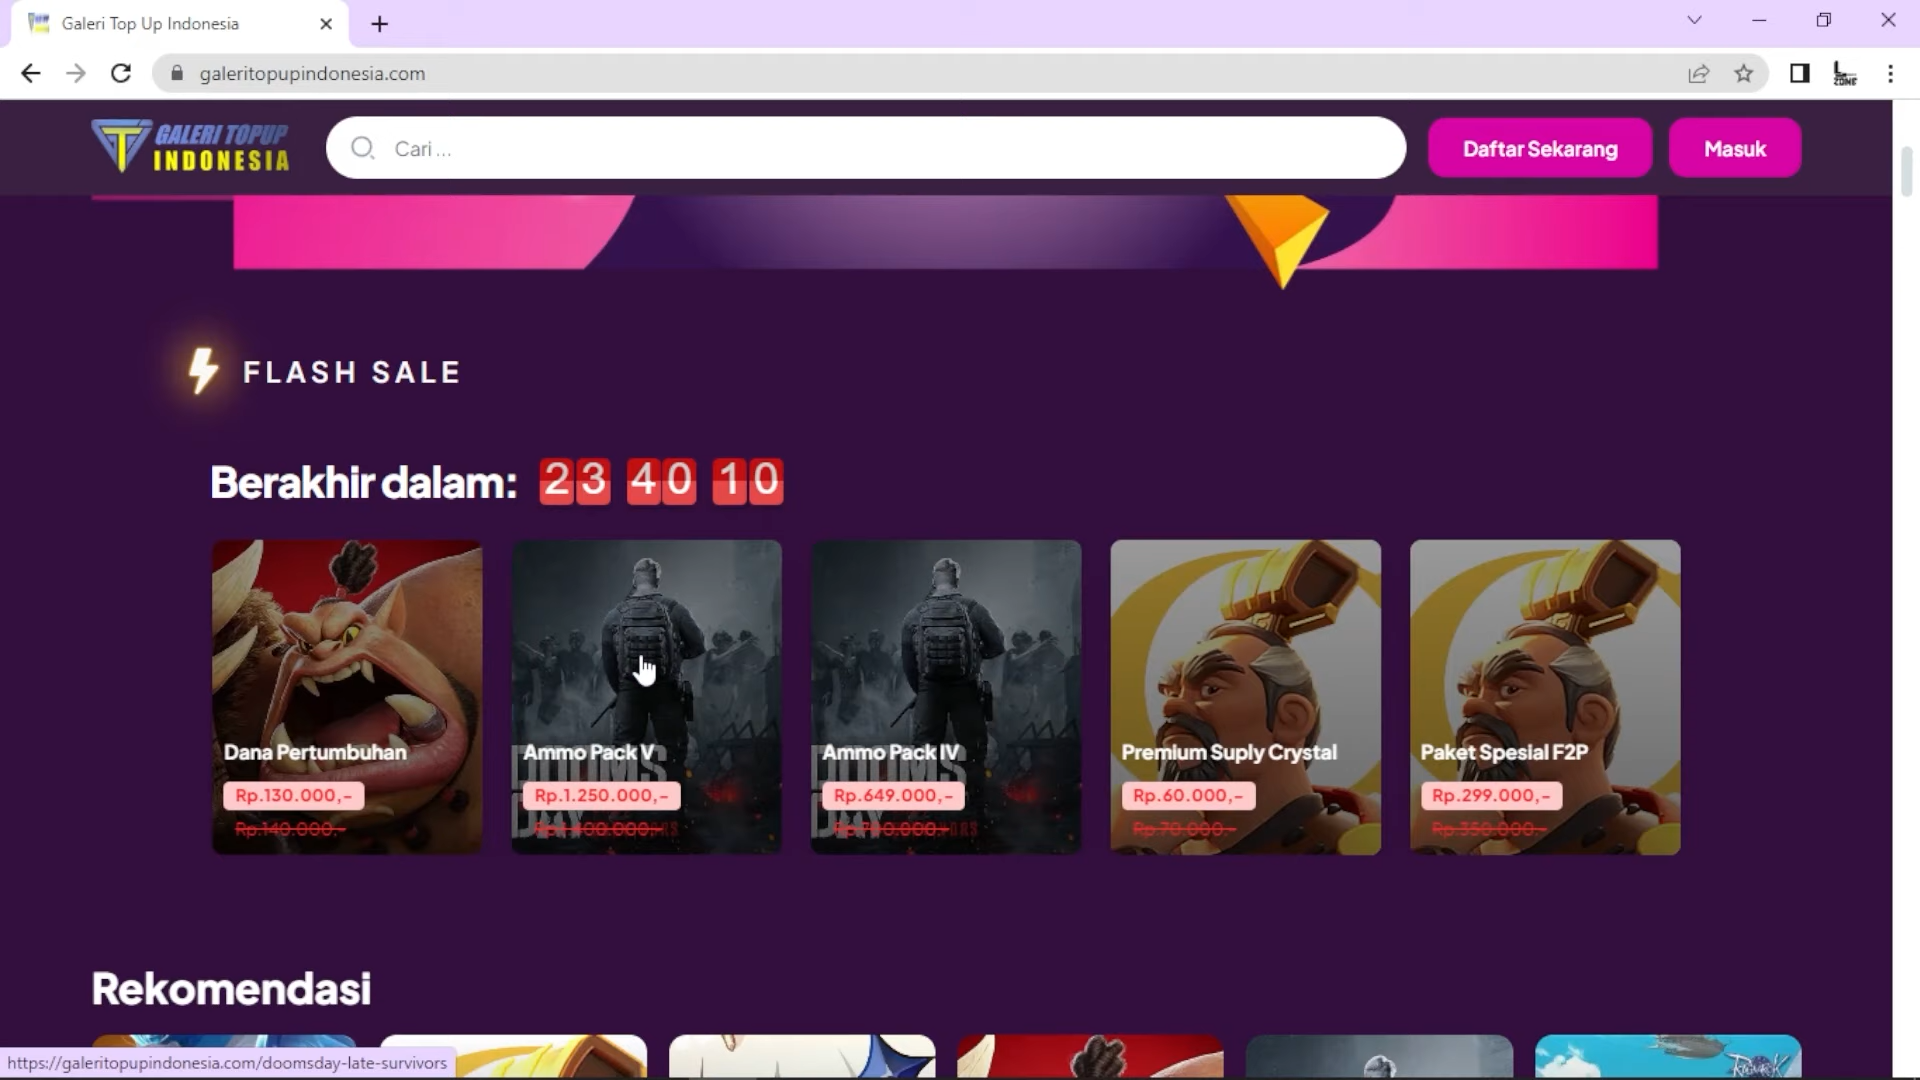 Galeri Top Up Indonesia
galeritopupindonesia.com
L
ZONE
GALERI TOPUP
INDONESIA
Cari ...
Daftar Sekarang
Masuk
FLASH SALE
Berakhir dalam: 23 40 10
Dana Pertumbuhan
Rp.130.000,-
Rp.140.000.-
Ammo Pack V
Rp.1.250.000,-
Ammo Pack IV
Rp.649.000,-
Premium Suply Crystal
Rp.60.000,-
Rp.70.000.-
Paket Spesial F2P
Rp.299.000,-
Rp.350.000.-
Rekomendasi
RAGNAROK
https://galeritopupindonesia.com/doomsday-late-survivors